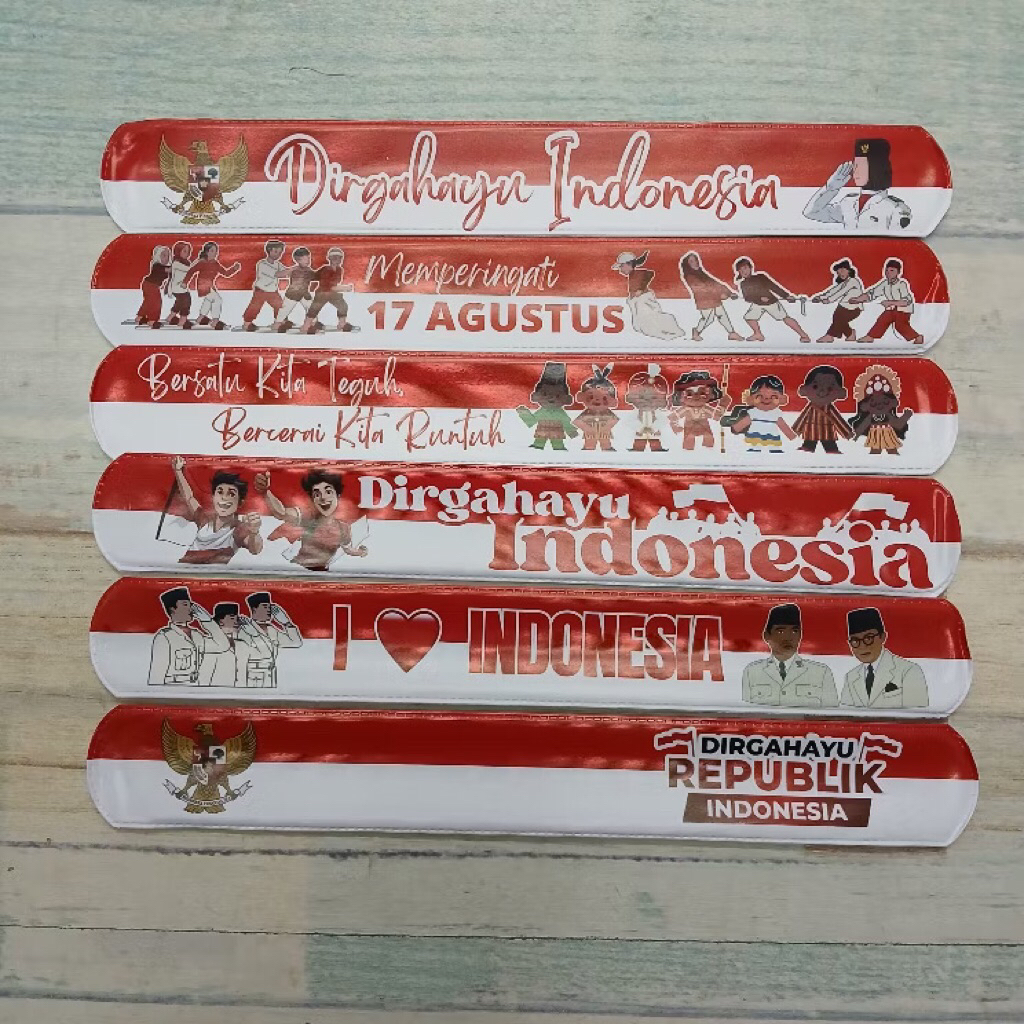 Dirgahayu Indonesia
Memperingati
17 AGUSTUS
Bersatu Kita Teguh,
Bercerai Kita Runtuh
Dirgahayu
Indonesia
I ♥ INDONESIA
DIRGAHAYU
REPUBLIK
INDONESIA